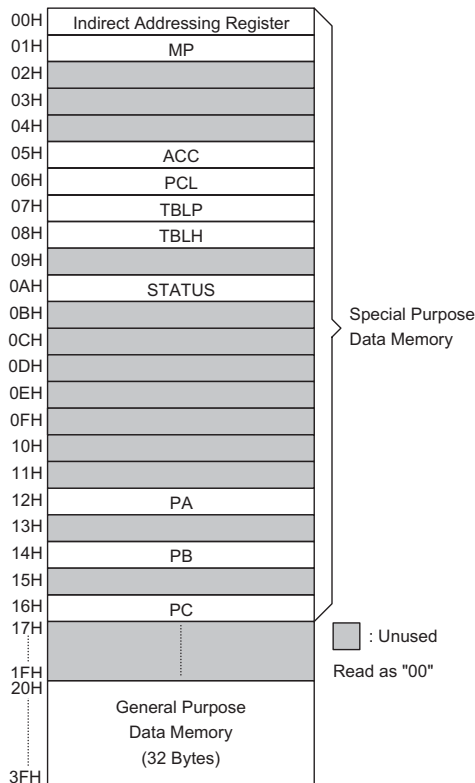 00H Indirect Addressing Register
01H MP
02H
03H
04H
05H ACC
06H PCL
07H TBLP
08H TBLH
09H
0AH STATUS
0BH
0CH
0DH
0EH
0FH
10H
11H
12H PA
13H
14H PB
15H
16H PC
17H
1FH
20H
General Purpose
Data Memory
(32 Bytes)
3FH
Special Purpose
Data Memory
: Unused
Read as "00"